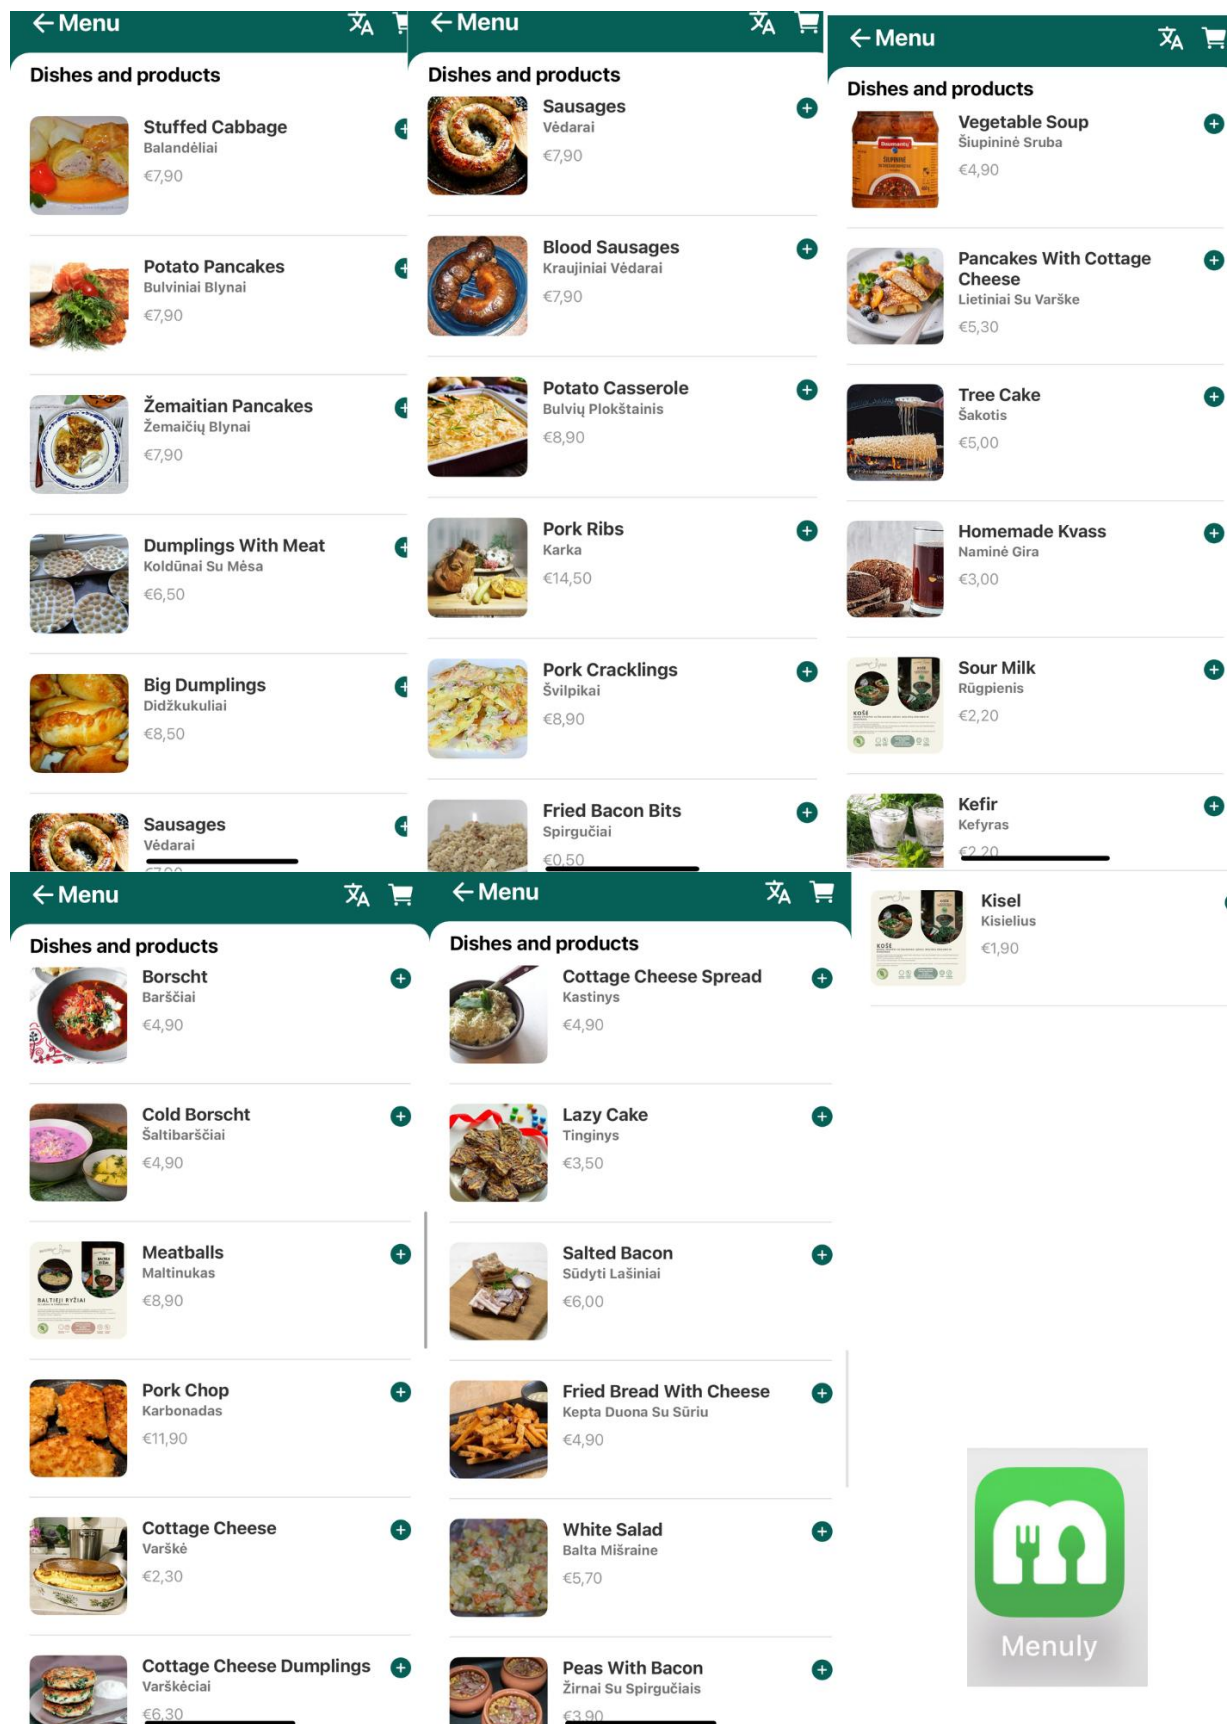 ← Menu
Dishes and products
Stuffed Cabbage
Balandėliai
€7,90
Potato Pancakes
Bulviniai Blynai
€7,90
Žemaitian Pancakes
Žemaičių Blynai
€7,90
Dumplings With Meat
Koldūnai Su Mėsa
€6,50
Big Dumplings
Didžkukuliai
€8,50
Sausages
Vėdarai
€7,90
← Menu
Dishes and products
Sausages
Vėdarai
€7,90
Blood Sausages
Kraujiniai Vėdarai
€7,90
Potato Casserole
Bulvių Plokštainis
€8,90
Pork Ribs
Karka
€14,50
Pork Cracklings
Švilpikai
€8,90
Fried Bacon Bits
Spirgučiai
€0,50
← Menu
Dishes and products
Vegetable Soup
Šiupininė Sruba
€4,90
Pancakes With Cottage
Cheese
Lietiniai Su Varške
€5,30
Tree Cake
Šakotis
€5,00
Homemade Kvass
Naminė Gira
€3,00
Sour Milk
Rūgpienis
€2,20
KOŠĖ
Kefir
Kefyras
€2,20
← Menu
Dishes and products
Borscht
Barščiai
€4,90
Cold Borscht
Šaltibarščiai
€4,90
Meatballs
Maltinukas
€8,90
BALTIEJI RYŽIAI
Pork Chop
Karbonadas
€11,90
Cottage Cheese
Varškė
€2,30
Cottage Cheese Dumplings
Varškėciai
€6,30
← Menu
Dishes and products
Cottage Cheese Spread
Kastinys
€4,90
Lazy Cake
Tinginys
€3,50
Salted Bacon
Sūdyti Lašiniai
€6,00
Fried Bread With Cheese
Kepta Duona Su Sūriu
€4,90
White Salad
Balta Mišraine
€5,70
Peas With Bacon
Žirnai Su Spirgučiais
€3,90
Kisel
Kisielius
€1,90
KOŠĖ
Menuly